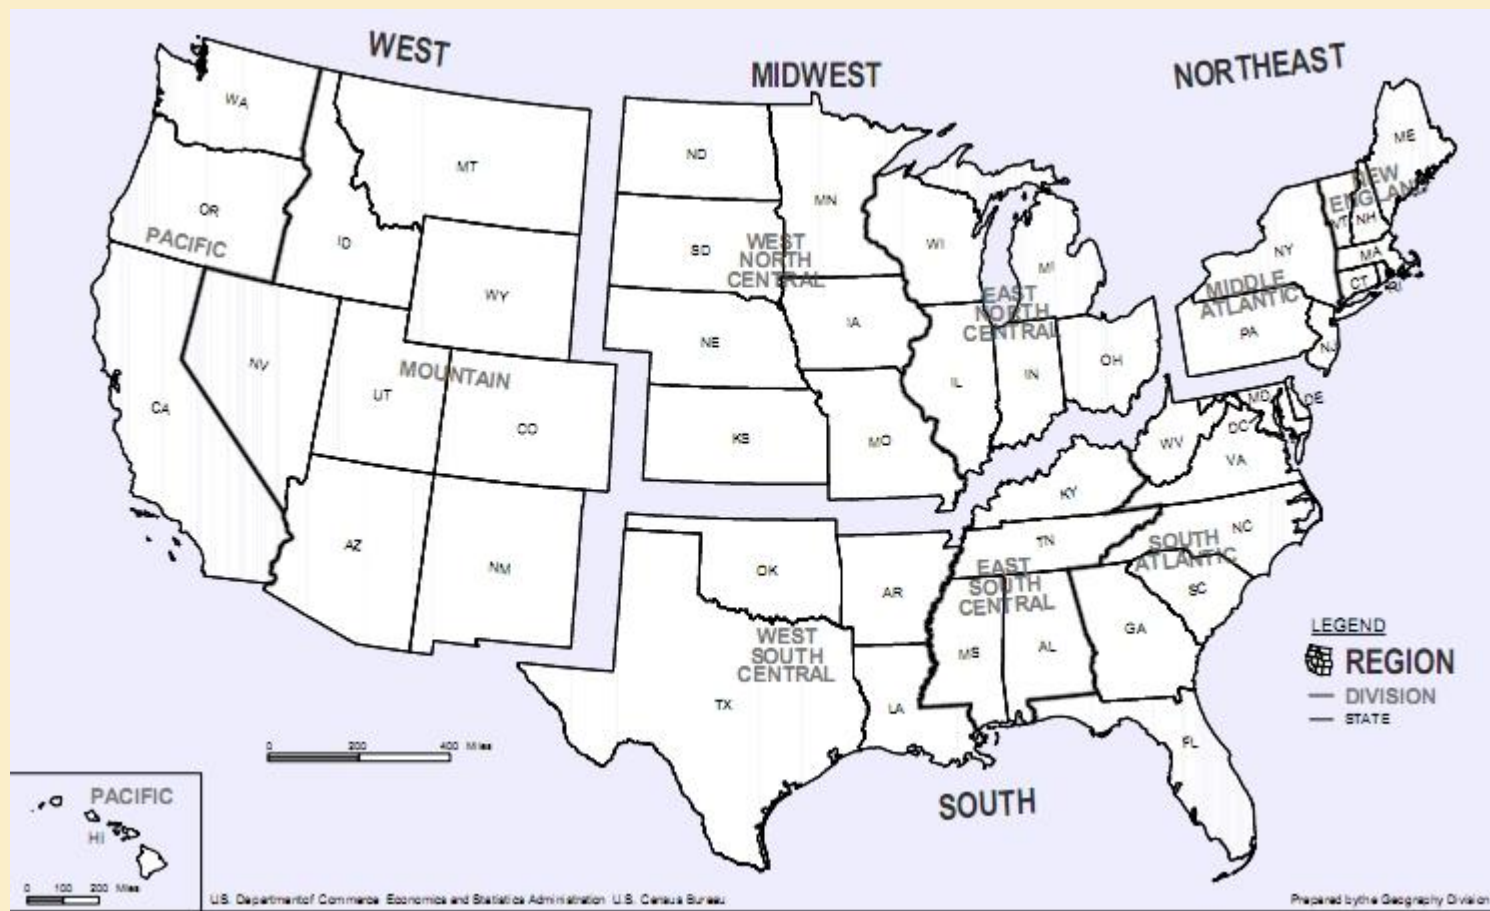 WEST
MIDWEST
NORTHEAST
WA
MT
ND
MN
ME
OR
ID
SD
WI
MI
NY
VT
NH
NEW
ENGLAND
PACIFIC
WEST
NORTH
CENTRAL
MA
CT
RI
WY
IA
EAST
NORTH
CENTRAL
MIDDLE
ATLANTIC
PA
NJ
NV
UT
MOUNTAIN
NE
IL
IN
OH
CA
CO
KS
MO
WV
MD
DE
DC
VA
KY
AZ
NM
OK
AR
TN
NC
EAST
SOUTH
CENTRAL
SOUTH
ATLANTIC
SC
WEST
SOUTH
CENTRAL
MS
AL
GA
TX
LA
FL
LEGEND
REGION
DIVISION
STATE
0 200 400 Miles
SOUTH
PACIFIC
HI
0 100 200 Miles
U.S. Department of Commerce Economics and Statistics Administration U.S. Census Bureau
Prepared by the Geography Division